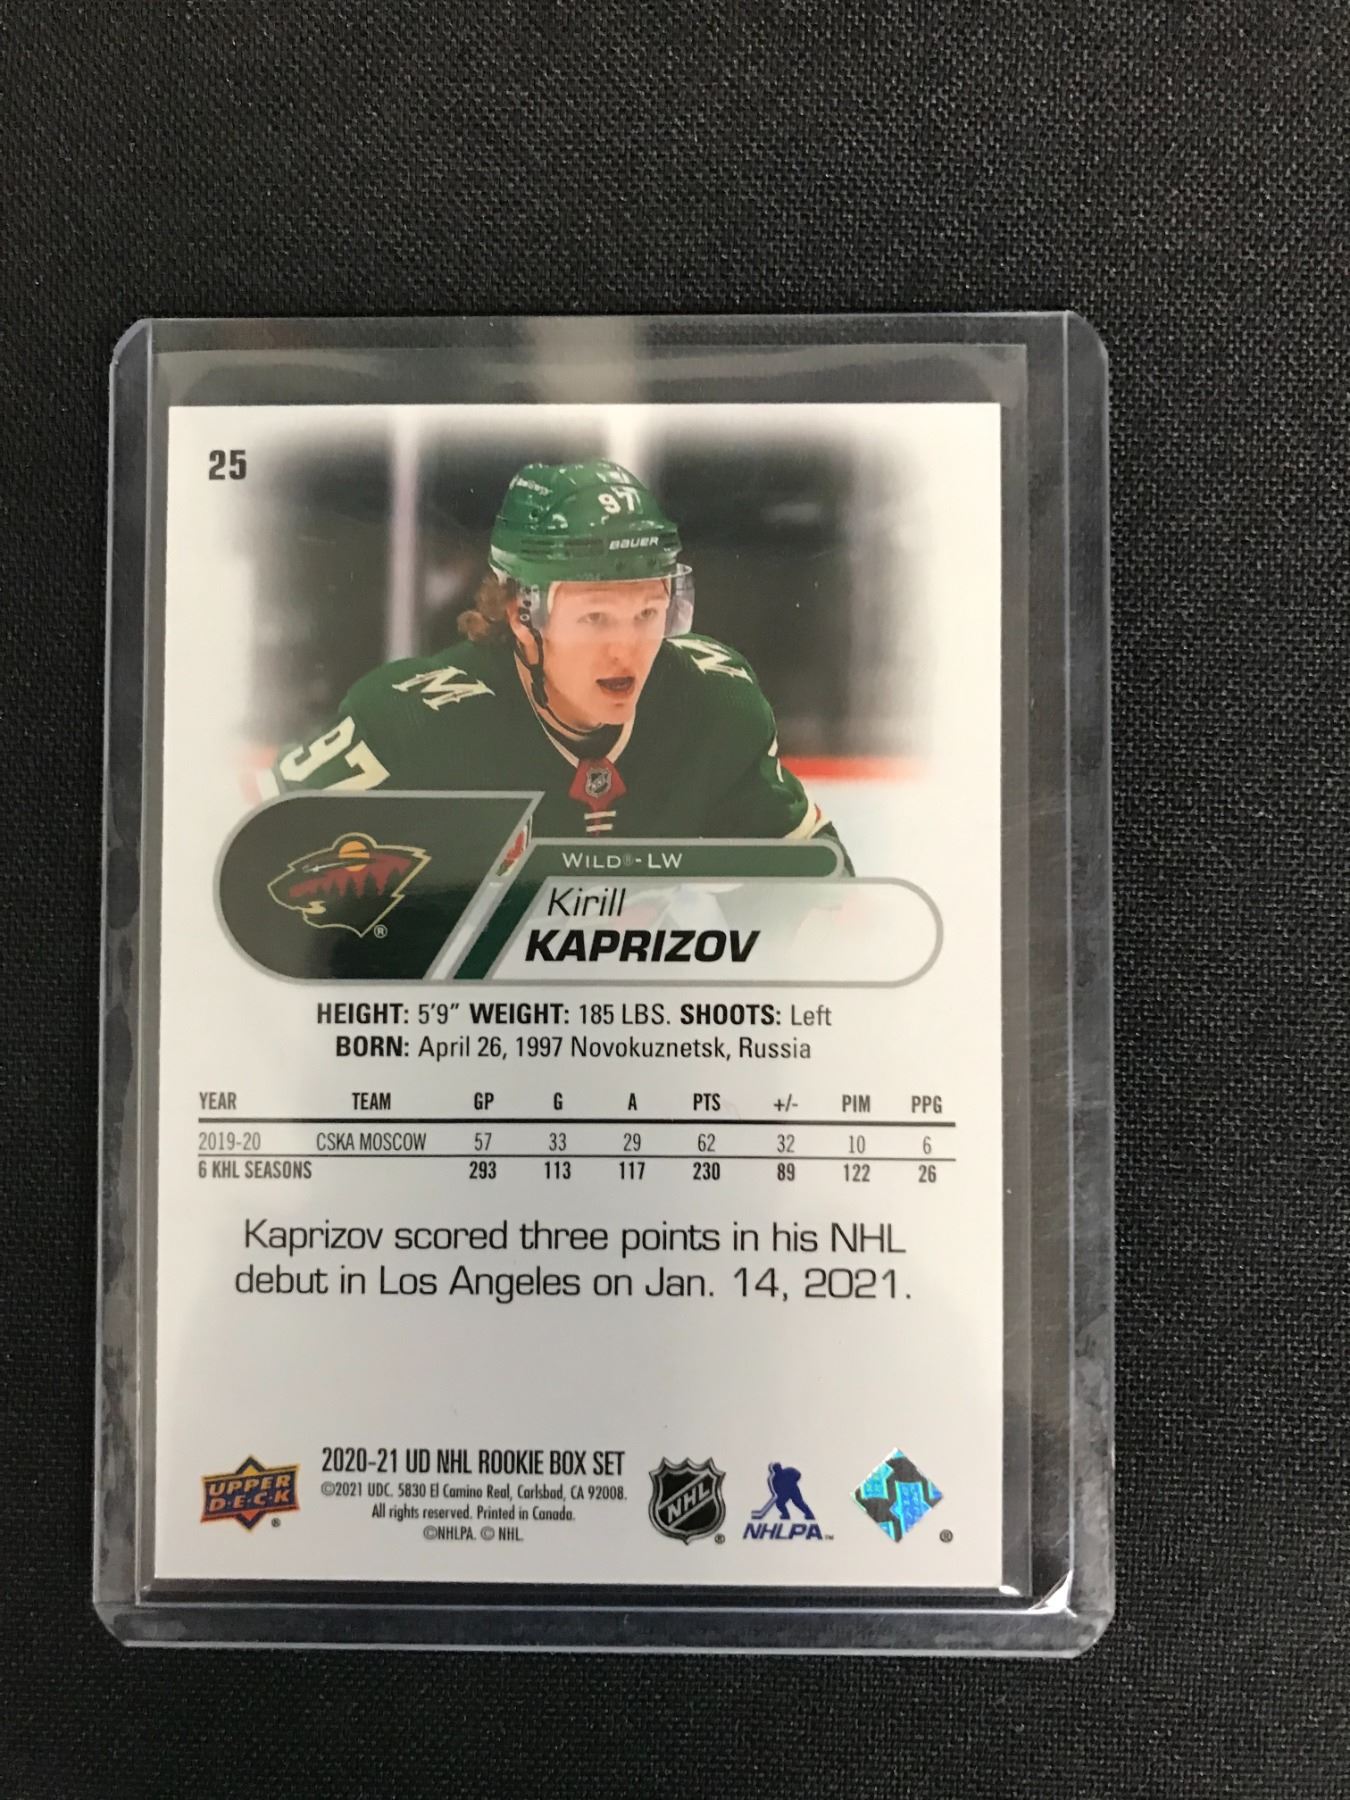 25
97
BAUER
M
97
WILD®-LW
Kirill
KAPRIZOV
HEIGHT: 5'9" WEIGHT: 185 LBS. SHOOTS: Left
BORN: April 26, 1997 Novokuznetsk, Russia
YEAR TEAM GP G A PTS +/- PIM PPG
2019-20 CSKA MOSCOW 57 33 29 62 32 10 6
6 KHL SEASONS 293 113 117 230 89 122 26
Kaprizov scored three points in his NHL
debut in Los Angeles on Jan. 14, 2021.
UPPER
D·E·C·K
®
2020-21 UD NHL ROOKIE BOX SET
©2021 UDC. 5830 El Camino Real, Carlsbad, CA 92008.
All rights reserved. Printed in Canada.
©NHLPA. © NHL.
NHL
®
NHLPA™
®